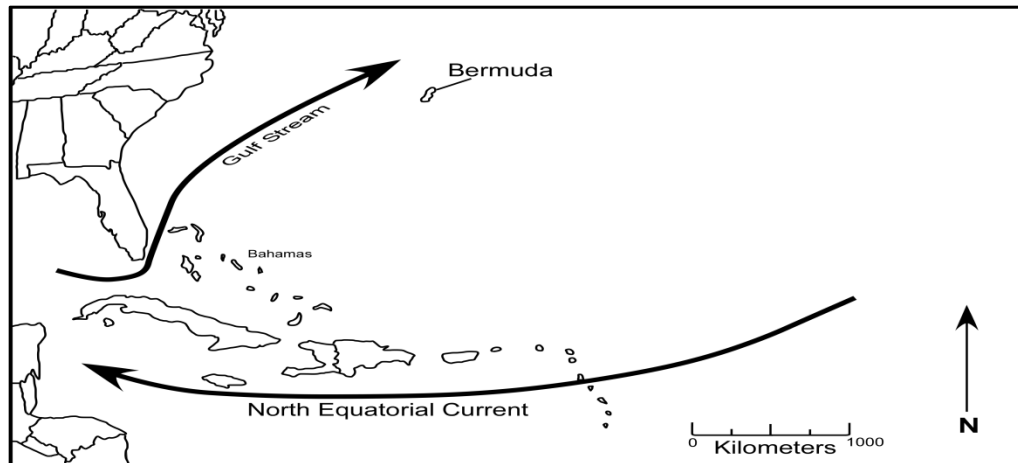 Bermuda
Gulf Stream
Bahamas
North Equatorial Current
N
0 1000
Kilometers